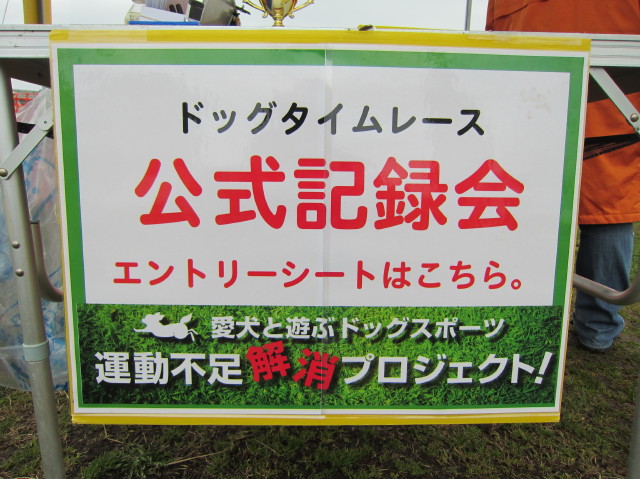 ドッグタイムレース
公式記録会
エントリーシートはこちら。
愛犬と遊ぶドッグスポーツ
運動不足解消プロジェクト!